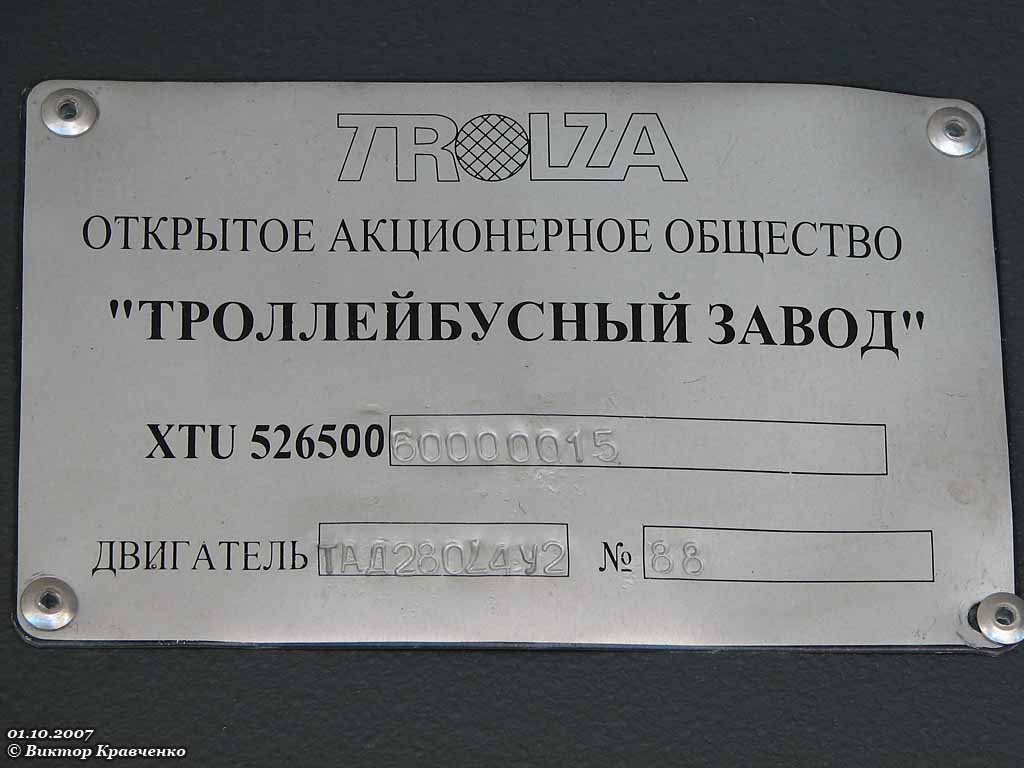 TROLZA
ОТКРЫТОЕ АКЦИОНЕРНОЕ ОБЩЕСТВО
"ТРОЛЛЕЙБУСНЫЙ ЗАВОД"
XTU 526500 60000015
ДВИГАТЕЛЬ ТАД280L4У2 № 88
01.10.2007
© Виктор Кравченко